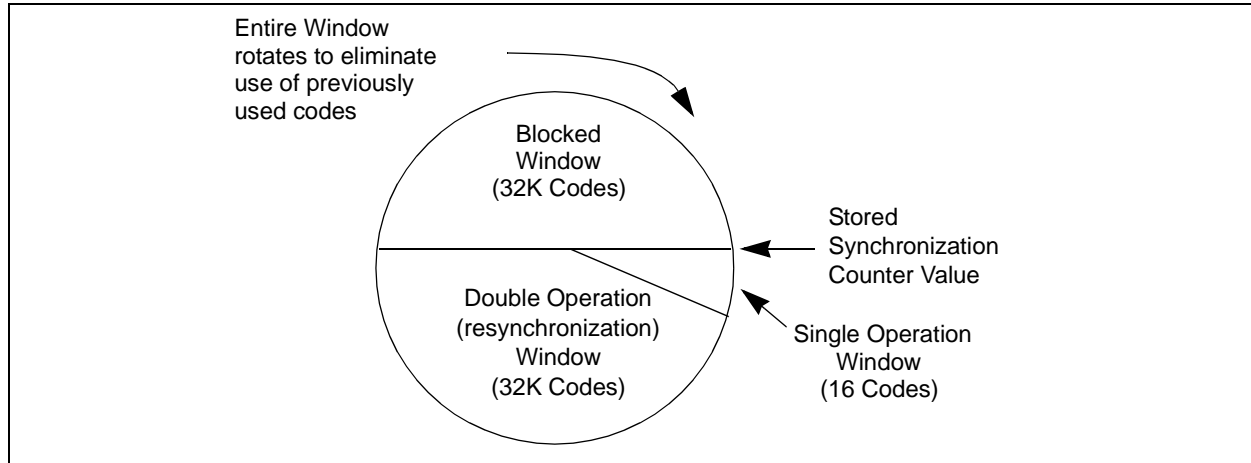 Entire Window
rotates to eliminate
use of previously
used codes
Blocked
Window
(32K Codes)
Stored
Synchronization
Counter Value
Double Operation
(resynchronization)
Window
(32K Codes)
Single Operation
Window
(16 Codes)